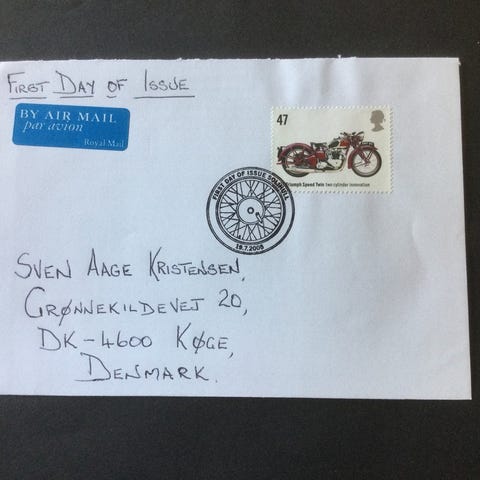 FIRST DAY OF ISSUE
BY AIR MAIL
par avion
Royal Mail
47
Triumph Speed Twin two cylinder innovation
FIRST DAY OF ISSUE SOLIHULL
19.7.2005
SVEN AAGE KRISTENSEN,
GRØNNEKILDEVEJ 20,
DK-4600 KØGE,
DENMARK.